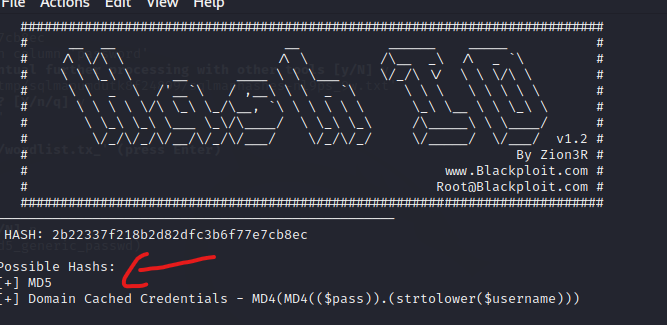 File Actions Edit View Help
v1.2
By Zion3R
www.Blackploit.com
Root@Blackploit.com
HASH: 2b22337f218b2d82dfc3b6f77e7cb8ec
Possible Hashs:
[+] MD5
[+] Domain Cached Credentials - MD4(MD4(($pass)).(strtolower($username)))